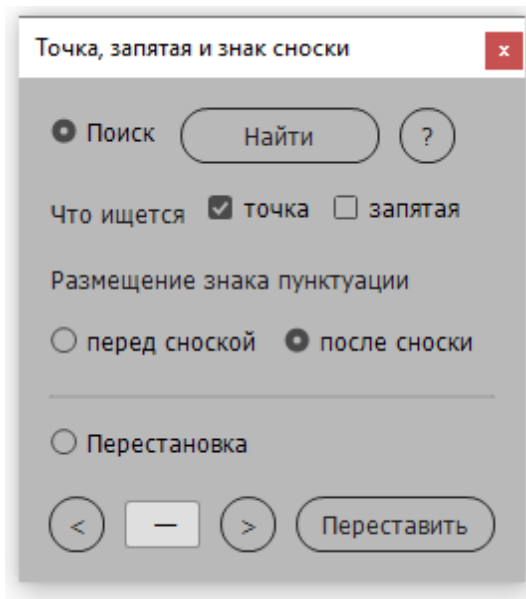 Точка, запятая и знак сноски x
Поиск Найти ?
Что ищется точка запятая
Размещение знака пунктуации
перед сноской после сноски
Перестановка
< — > Переставить